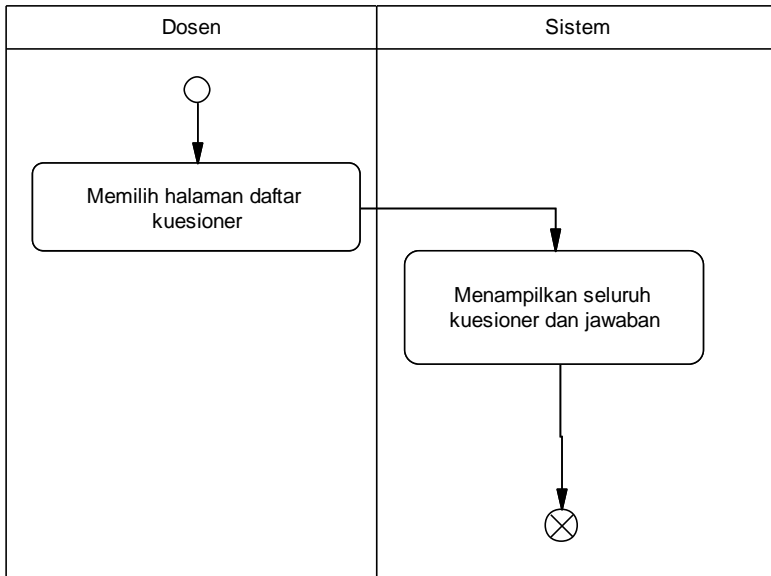 Dosen
Sistem
Memilih halaman daftar
kuesioner
Menampilkan seluruh
kuesioner dan jawaban